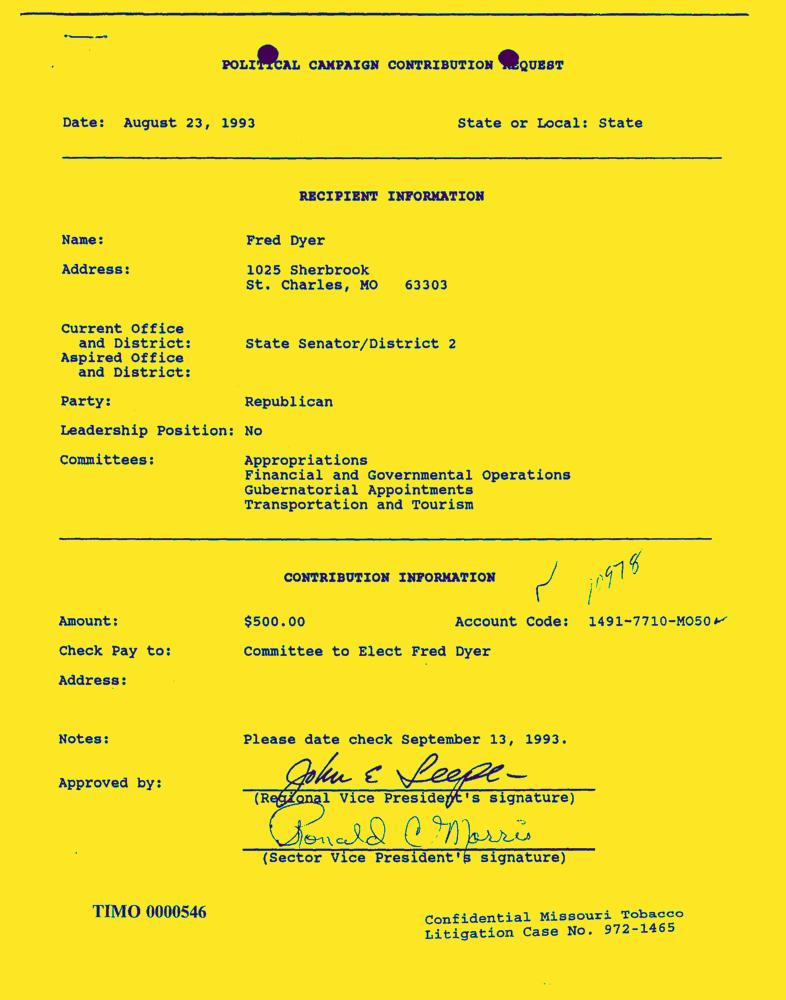 POLITICAL CAMPAIGN CONTRIBUTION REQUEST
Date: August 23, 1993 State or Local: State
RECIPIENT INFORMATION
Name: Fred Dyer
Address: 1025 Sherbrook
St. Charles, MO 63303
Current Office
and District: State Senator/District 2
Aspired Office
and District:
Party: Republican
Leadership Position: No
Committees: Appropriations
Financial and Governmental Operations
Gubernatorial Appointments
Transportation and Tourism
CONTRIBUTION INFORMATION
Amount: $500.00 Account Code: 1491-7710-MO50
Check Pay to: Committee to Elect Fred Dyer
Address:
Notes: Please date check September 13, 1993.
Approved by: John E
(Regional Vice President's signature)
Ronald C Morris
(Sector Vice President's signature)
TIMO 0000546
Confidential Missouri Tobacco
Litigation Case No. 972-1465